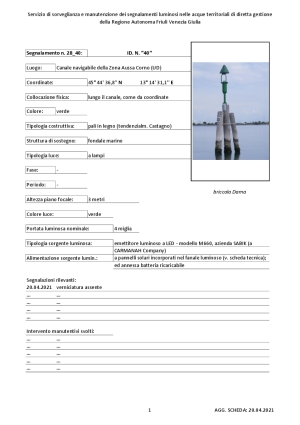 Servizio di sorveglianza e manutenzione dei segnalamenti luminosi nelle acque territoriali di diretta gestione
della Regione Autonoma Friuli Venezia Giulia
Segnalamento n. 28_40: ID. N. "40"
Luogo: Canale navigabile della Zona Aussa Corno (UD)
Coordinate: 45° 44' 36,8" N 13° 14' 31,1" E
Collocazione fisica: lungo il canale, come da coordinate
Colore: verde
Tipologia costruttiva: pali in legno (tendenzialm. Castagno)
Struttura di sostegno: fondale marino
Tipologia luce: a lampi
Fase: -
Periodo: -
briccola Dama
Altezza piano focale: 3 metri
Colore luce: verde
Portata luminosa nominale: 4 miglia
Tipologia sorgente luminosa: emettitore luminoso a LED - modello M660, azienda SABIK (a
CARMANAH Company)
Alimentazione sorgente lumin.: a pannelli solari incorporati nel fanale luminoso (v. scheda tecnica);
ed annessa batteria ricaricabile
Segnalazioni rilevanti:
20.04.2021 verniciatura assente
... ...
... ...
... ...
... ...
Intervento manutentivi svolti:
... ...
... ...
... ...
... ...
1 AGG. SCHEDA: 20.04.2021